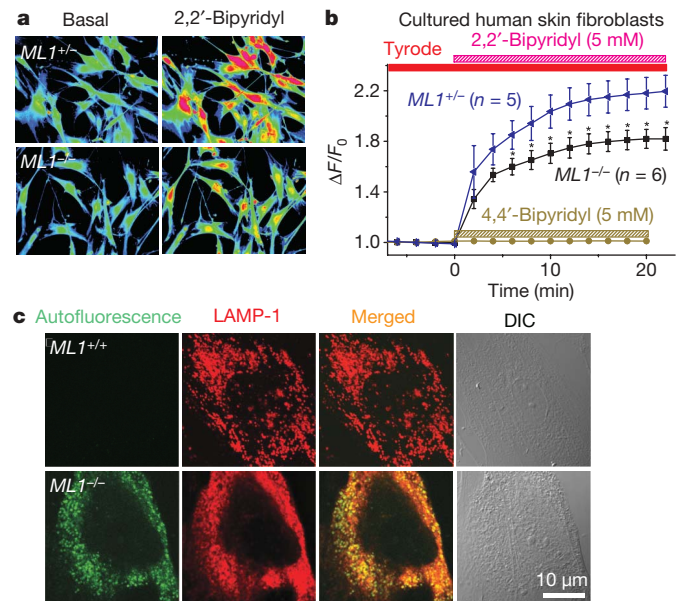 a
Basal
2,2′-Bipyridyl
ML1+/−
ML1−/−
b
Cultured human skin fibroblasts
2,2′-Bipyridyl (5 mM)
Tyrode
2.2
1.8
1.4
1.0
ΔF/F0
ML1+/− (n = 5)
* * * * * * * * *
ML1−/− (n = 6)
4,4′-Bipyridyl (5 mM)
0 10 20
Time (min)
c
Autofluorescence LAMP-1 Merged DIC
ML1+/+
ML1−/−
10 μm